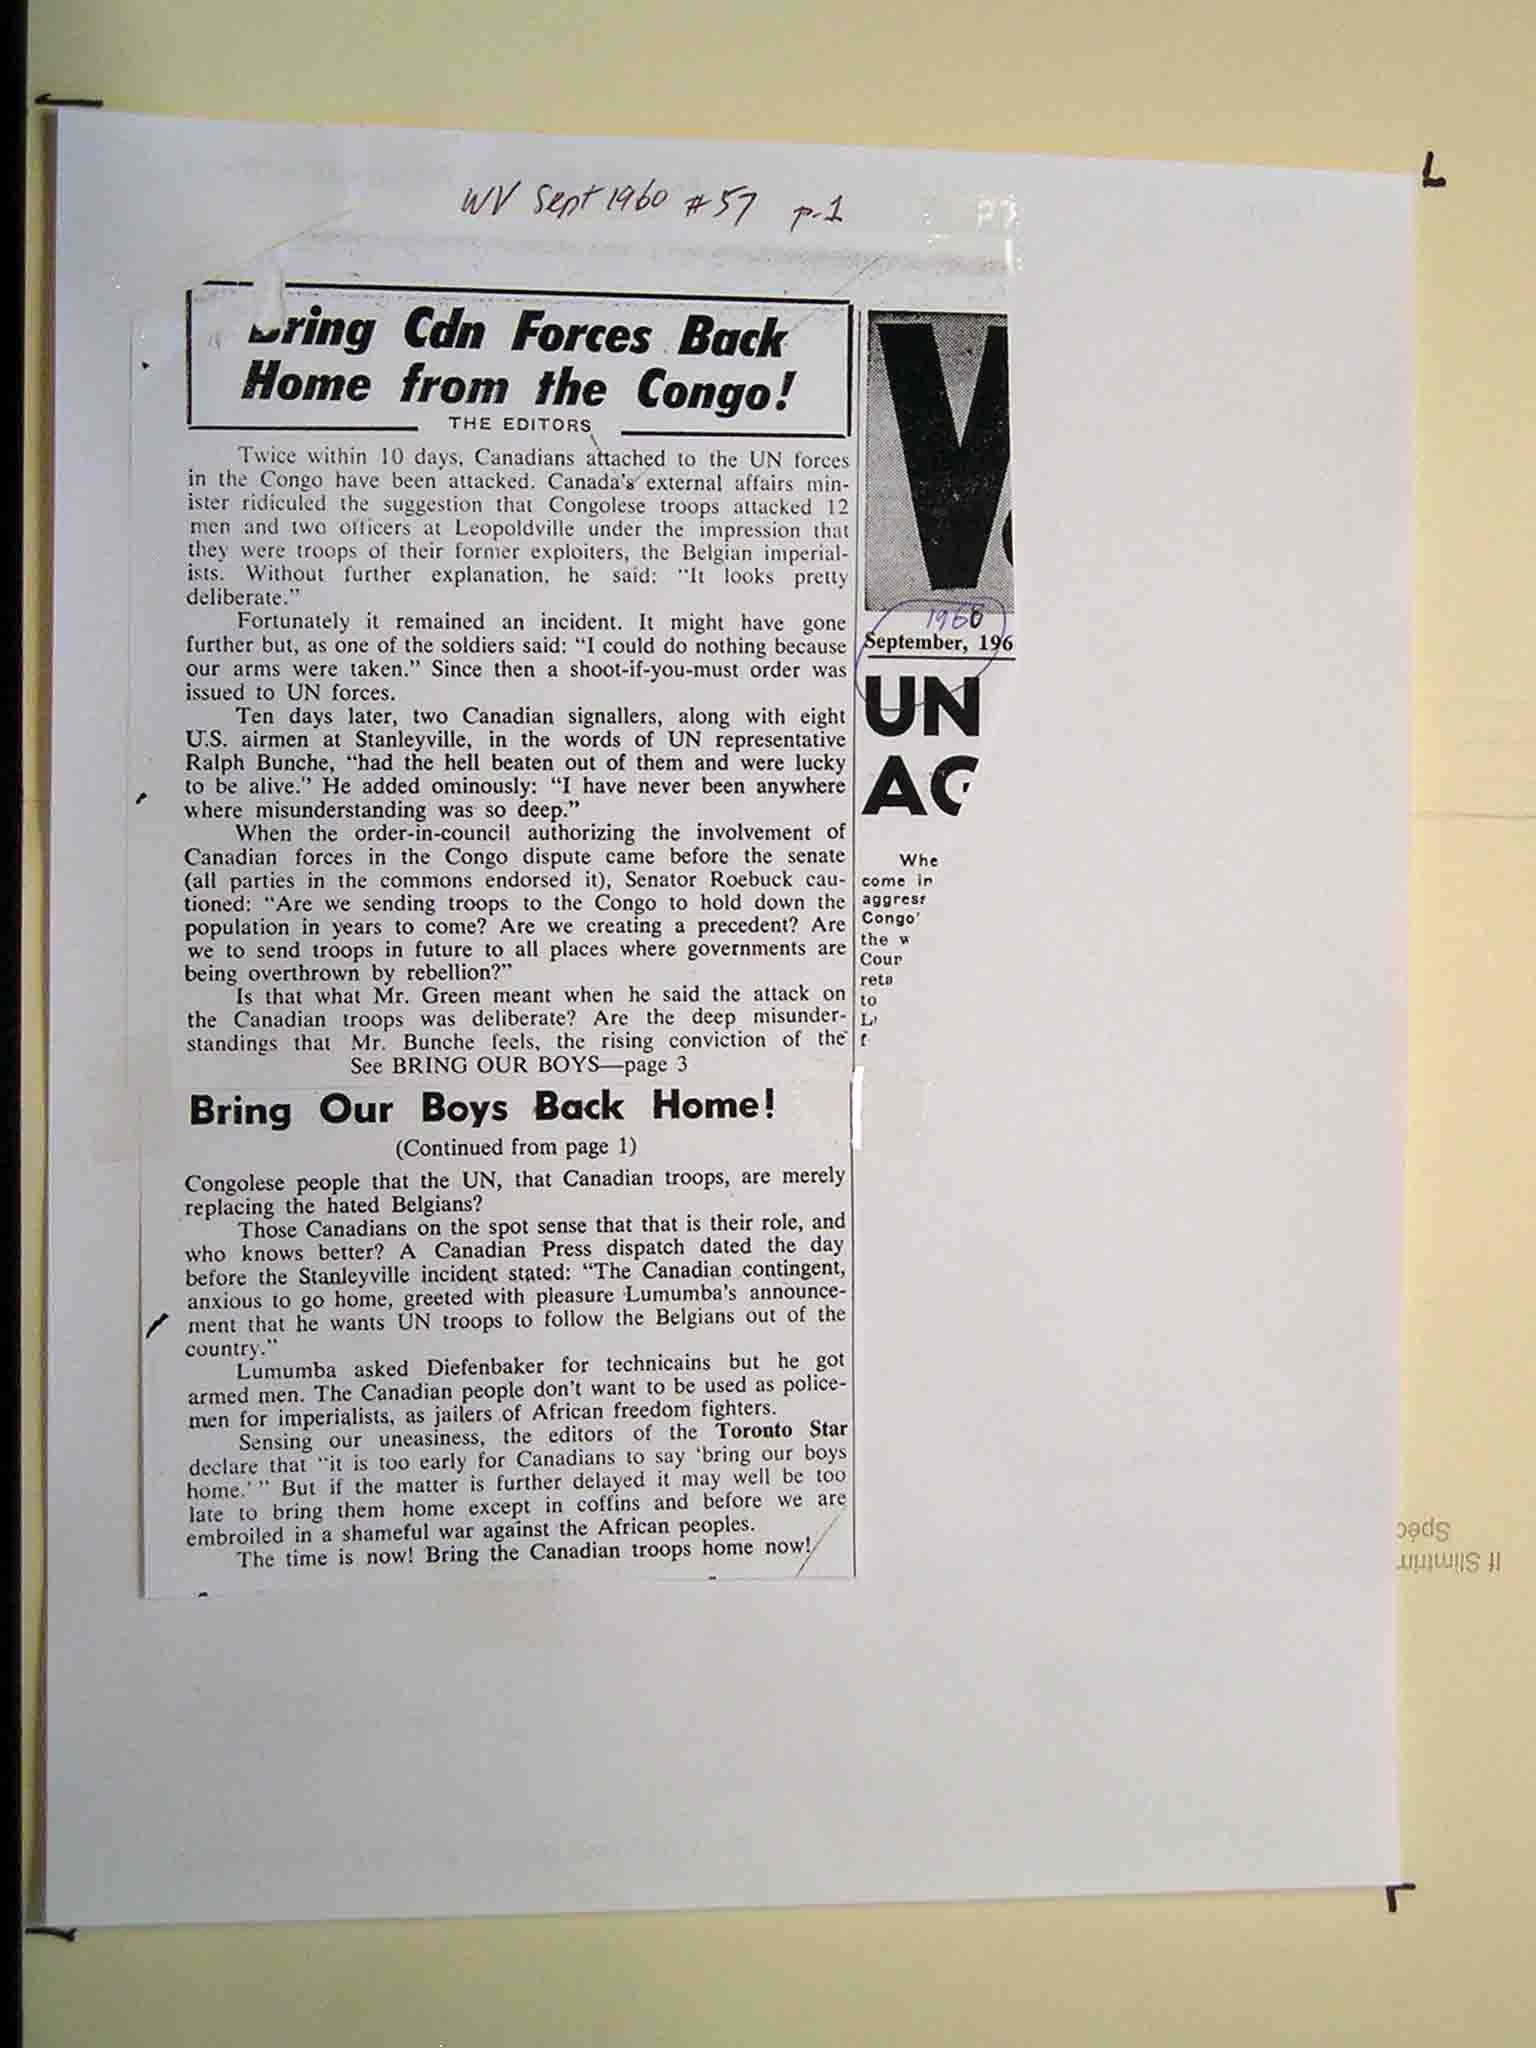 WV Sept 1960 #57 p-1
Bring Cdn Forces Back
Home from the Congo!
THE EDITORS
Twice within 10 days, Canadians attached to the UN forces
in the Congo have been attacked. Canada's external affairs min-
ister ridiculed the suggestion that Congolese troops attacked 12
men and two officers at Leopoldville under the impression that
they were troops of their former exploiters, the Belgian imperial-
ists. Without further explanation, he said: "It looks pretty
deliberate."
Fortunately it remained an incident. It might have gone
further but, as one of the soldiers said: "I could do nothing because
our arms were taken." Since then a shoot-if-you-must order was
issued to UN forces.
Ten days later, two Canadian signallers, along with eight
U.S. airmen at Stanleyville, in the words of UN representative
Ralph Bunche, "had the hell beaten out of them and were lucky
to be alive." He added ominously: "I have never been anywhere
where misunderstanding was so deep."
When the order-in-council authorizing the involvement of
Canadian forces in the Congo dispute came before the senate
(all parties in the commons endorsed it), Senator Roebuck cau-
tioned: "Are we sending troops to the Congo to hold down the
population in years to come? Are we creating a precedent? Are
we to send troops in future to all places where governments are
being overthrown by rebellion?"
Is that what Mr. Green meant when he said the attack on
the Canadian troops was deliberate? Are the deep misunder-
standings that Mr. Bunche feels, the rising conviction of the
See BRING OUR BOYS—page 3
Bring Our Boys Back Home!
(Continued from page 1)
Congolese people that the UN, that Canadian troops, are merely
replacing the hated Belgians?
Those Canadians on the spot sense that that is their role, and
who knows better? A Canadian Press dispatch dated the day
before the Stanleyville incident stated: "The Canadian contingent,
anxious to go home, greeted with pleasure Lumumba's announce-
ment that he wants UN troops to follow the Belgians out of the
country."
Lumumba asked Diefenbaker for technicains but he got
armed men. The Canadian people don't want to be used as police-
men for imperialists, as jailers of African freedom fighters.
Sensing our uneasiness, the editors of the Toronto Star
declare that "it is too early for Canadians to say 'bring our boys
home.'" But if the matter is further delayed it may well be too
late to bring them home except in coffins and before we are
embroiled in a shameful war against the African peoples.
The time is now! Bring the Canadian troops home now!
V
1960
September, 196
UN
AG
Whe
come in
aggres
Congo'
the w
Cour
reta
to
L
f
Spéc
If Slimtrim